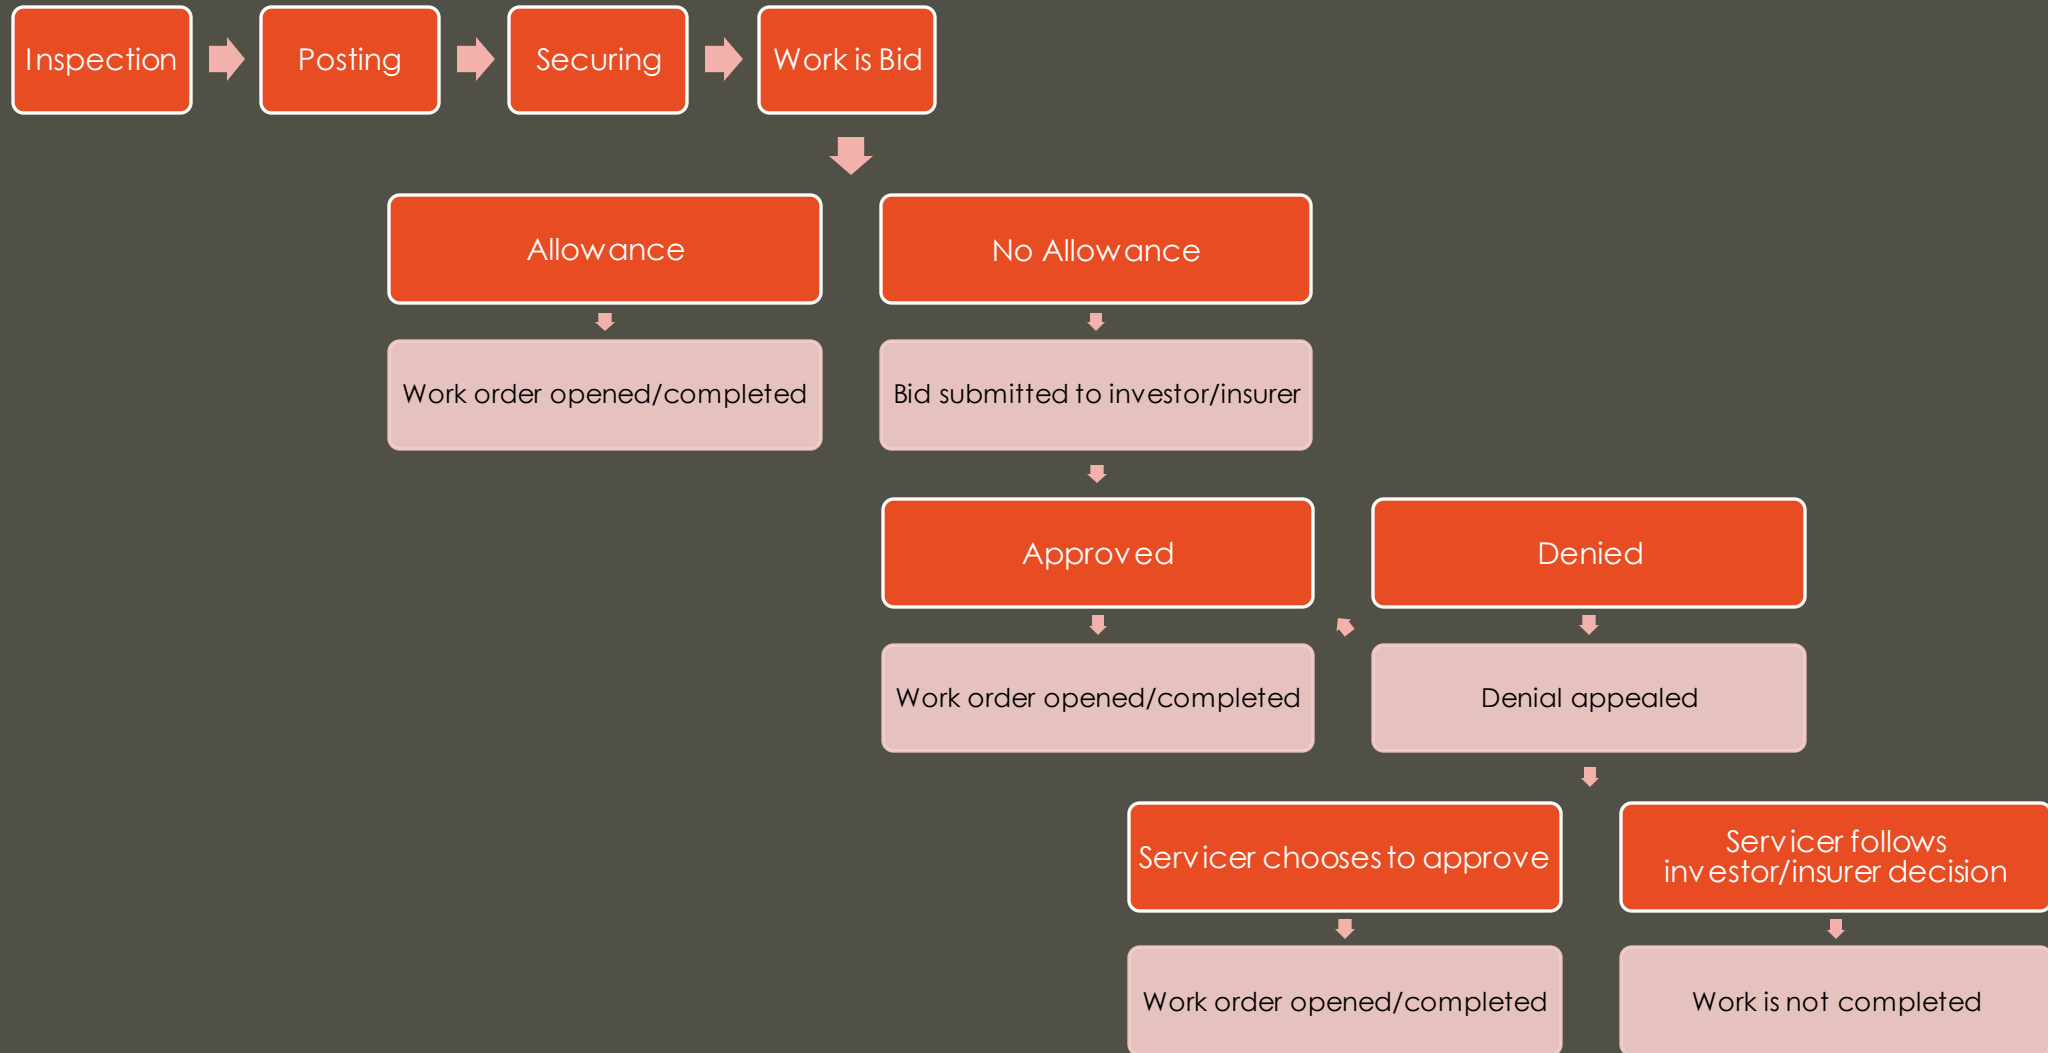 Inspection
Posting
Securing
Work is Bid
Allowance
No Allowance
Work order opened/completed
Bid submitted to investor/insurer
Approved
Denied
Work order opened/completed
Denial appealed
Servicer chooses to approve
Servicer follows
investor/insurer decision
Work order opened/completed
Work is not completed